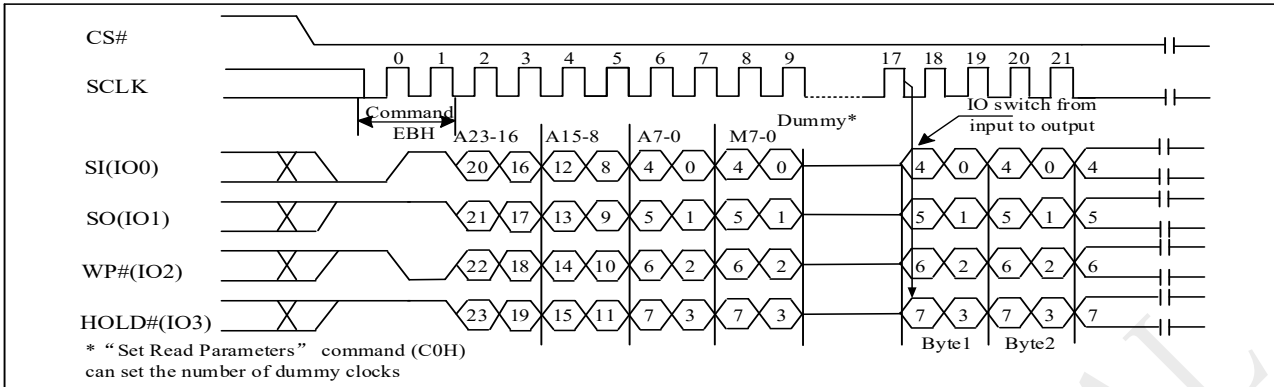 CS#
0 1 2 3 4 5 6 7 8 9 17 18 19 20 21
SCLK
Command
EBH
Dummy*
IO switch from
input to output
A23-16 A15-8 A7-0 M7-0
SI(IO0) 20 16 12 8 4 0 4 0 4 0 4 0 4
SO(IO1) 21 17 13 9 5 1 5 1 5 1 5 1 5
WP#(IO2) 22 18 14 10 6 2 6 2 6 2 6 2 6
HOLD#(IO3) 23 19 15 11 7 3 7 3 7 3 7 3 7
Byte1 Byte2
* “Set Read Parameters” command (C0H)
can set the number of dummy clocks